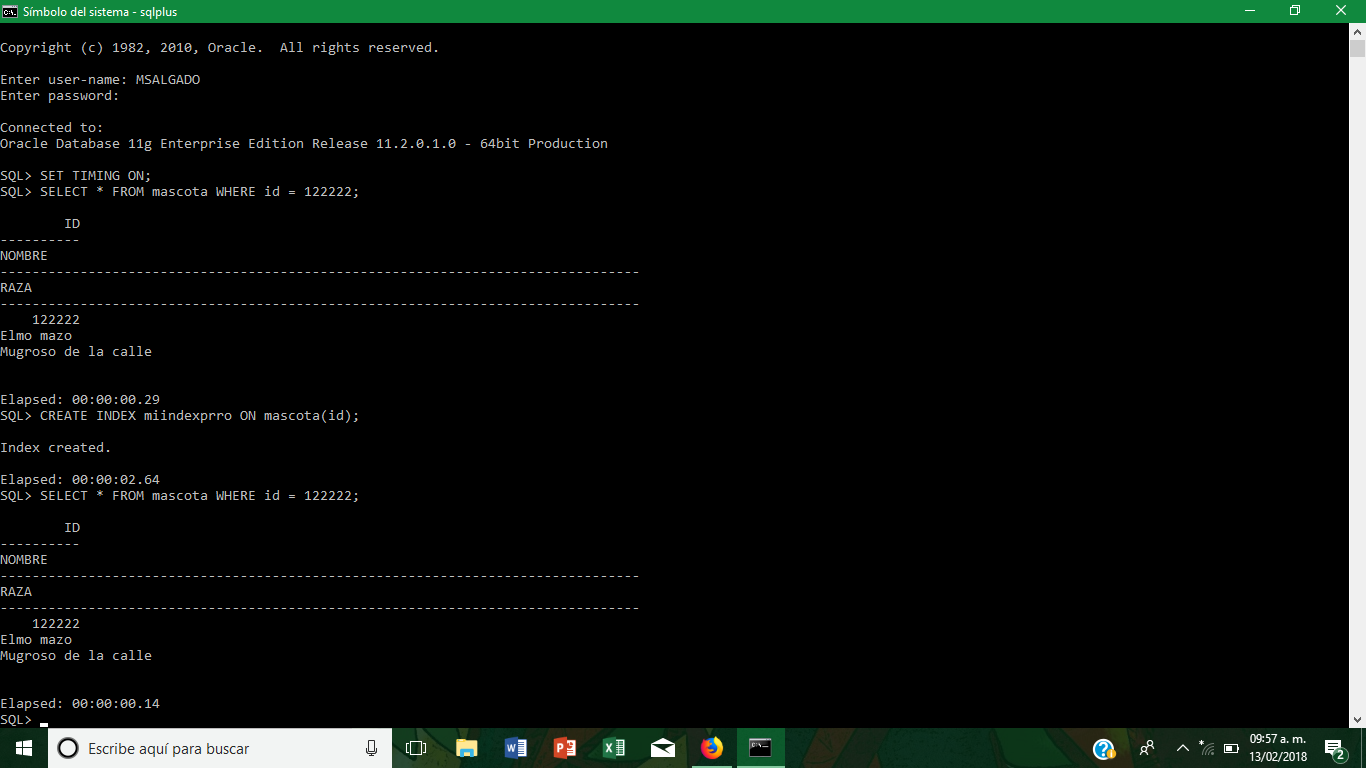 Símbolo del sistema - sqlplus
Copyright (c) 1982, 2010, Oracle.  All rights reserved.
Enter user-name: MSALGADO
Enter password:
Connected to:
Oracle Database 11g Enterprise Edition Release 11.2.0.1.0 - 64bit Production
SQL> SET TIMING ON;
SQL> SELECT * FROM mascota WHERE id = 122222;
        ID
----------
NOMBRE
--------------------------------------------------------------------------------
RAZA
--------------------------------------------------------------------------------
    122222
Elmo mazo
Mugroso de la calle
Elapsed: 00:00:00.29
SQL> CREATE INDEX miindexprro ON mascota(id);
Index created.
Elapsed: 00:00:02.64
SQL> SELECT * FROM mascota WHERE id = 122222;
        ID
----------
NOMBRE
--------------------------------------------------------------------------------
RAZA
--------------------------------------------------------------------------------
    122222
Elmo mazo
Mugroso de la calle
Elapsed: 00:00:00.14
SQL>
Escribe aquí para buscar
09:57 a. m.
13/02/2018
2